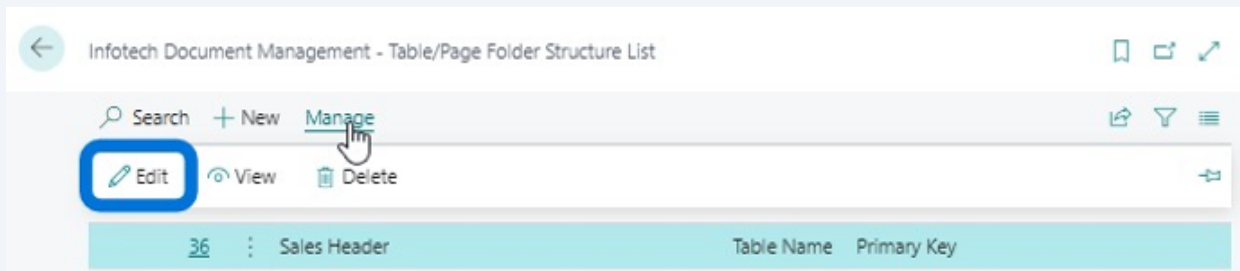 Infotech Document Management - Table/Page Folder Structure List
Search New Manage
Edit View Delete
36 Sales Header Table Name Primary Key